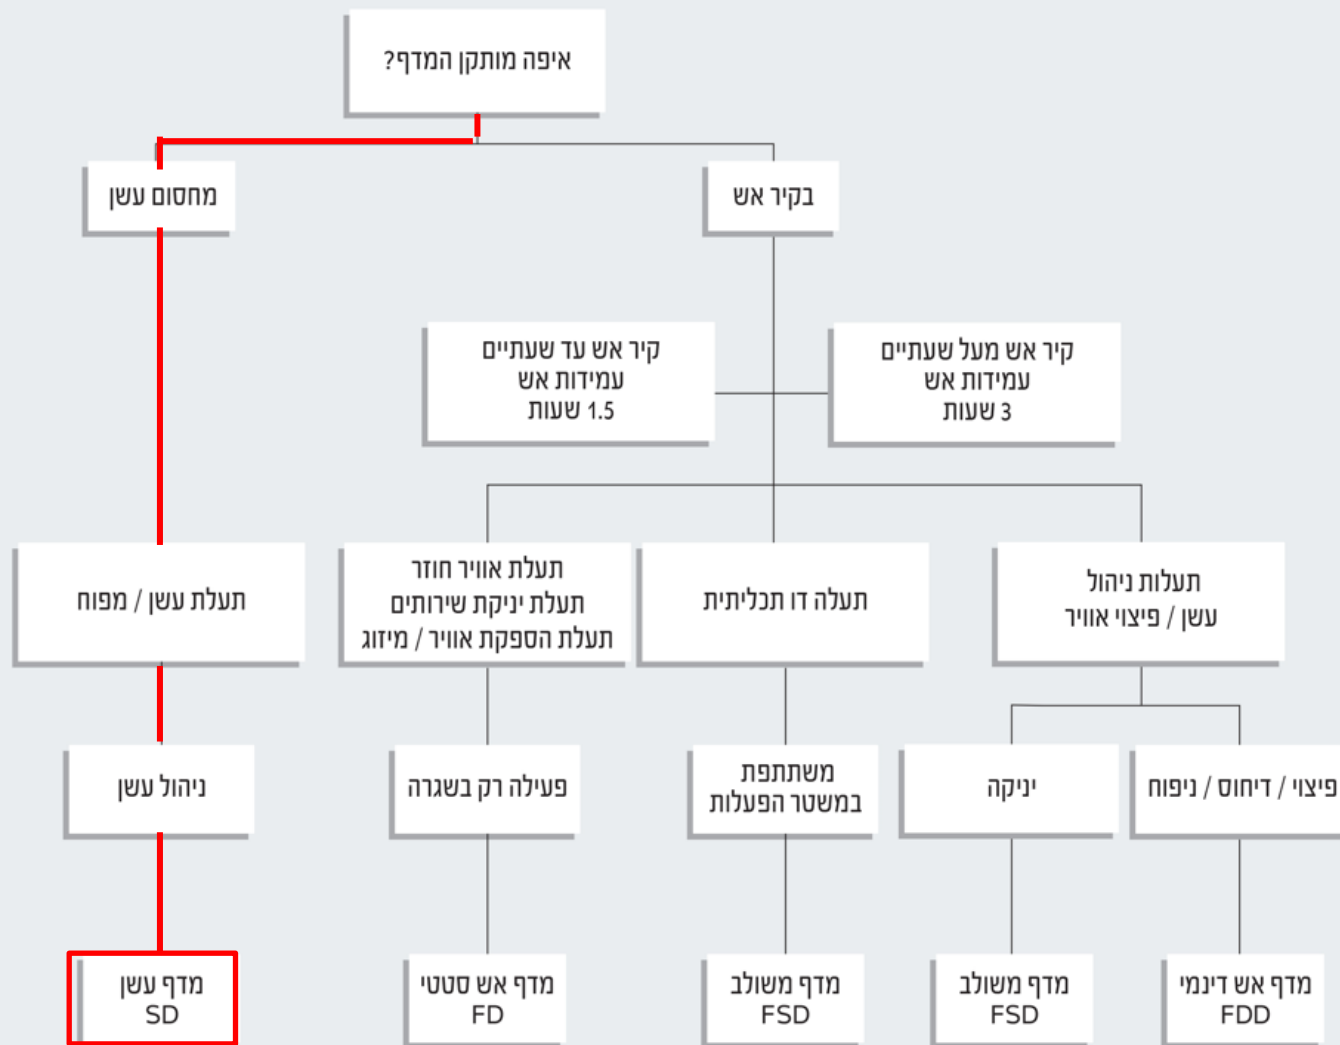 איפה מותקן המדף?
בקיר אש
מחסום עשן
קיר אש מעל שעתיים
עמידות אש
3 שעות
קיר אש עד שעתיים
עמידות אש
1.5 שעות
תעלות ניהול
עשן / פיצוי אוויר
תעלה דו תכליתית
תעלת אוויר חוזר
תעלת יניקת שירותים
תעלת הספקת אוויר / מיזוג
תעלת עשן / מפוח
פיצוי / דיחוס / ניפוח
יניקה
משתתפת
במשטר הפעלות
פעילה רק בשגרה
ניהול עשן
מדף אש דינמי
FDD
מדף משולב
FSD
מדף משולב
FSD
מדף אש סטטי
FD
מדף עשן
SD